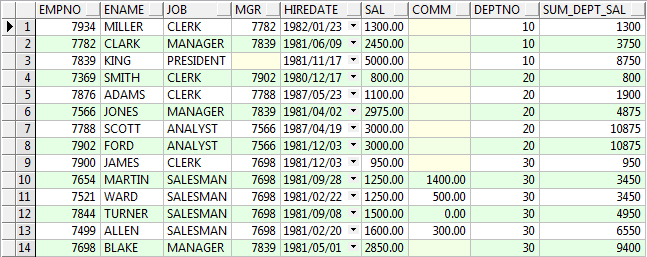 EMPNO ENAME JOB MGR HIREDATE SAL COMM DEPTNO SUM_DEPT_SAL
1 7934 MILLER CLERK 7782 1982/01/23 1300.00 10 1300
2 7782 CLARK MANAGER 7839 1981/06/09 2450.00 10 3750
3 7839 KING PRESIDENT 1981/11/17 5000.00 10 8750
4 7369 SMITH CLERK 7902 1980/12/17 800.00 20 800
5 7876 ADAMS CLERK 7788 1987/05/23 1100.00 20 1900
6 7566 JONES MANAGER 7839 1981/04/02 2975.00 20 4875
7 7788 SCOTT ANALYST 7566 1987/04/19 3000.00 20 10875
8 7902 FORD ANALYST 7566 1981/12/03 3000.00 20 10875
9 7900 JAMES CLERK 7698 1981/12/03 950.00 30 950
10 7654 MARTIN SALESMAN 7698 1981/09/28 1250.00 1400.00 30 3450
11 7521 WARD SALESMAN 7698 1981/02/22 1250.00 500.00 30 3450
12 7844 TURNER SALESMAN 7698 1981/09/08 1500.00 0.00 30 4950
13 7499 ALLEN SALESMAN 7698 1981/02/20 1600.00 300.00 30 6550
14 7698 BLAKE MANAGER 7839 1981/05/01 2850.00 30 9400